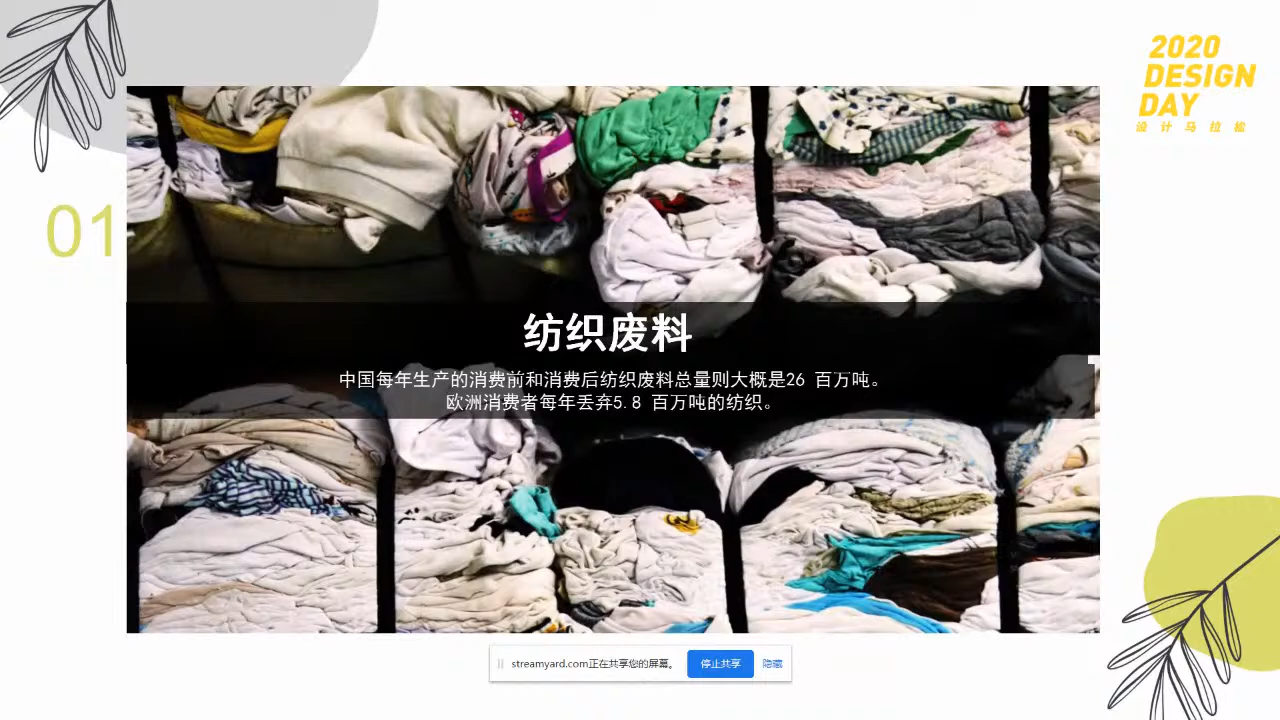 2020
DESIGN
DAY
设计马拉松
01
纺织废料
中国每年生产的消费前和消费后纺织废料总量则大概是26 百万吨。
欧洲消费者每年丢弃5.8 百万吨的纺织。
streamyard.com正在共享您的屏幕。
停止共享
隐藏